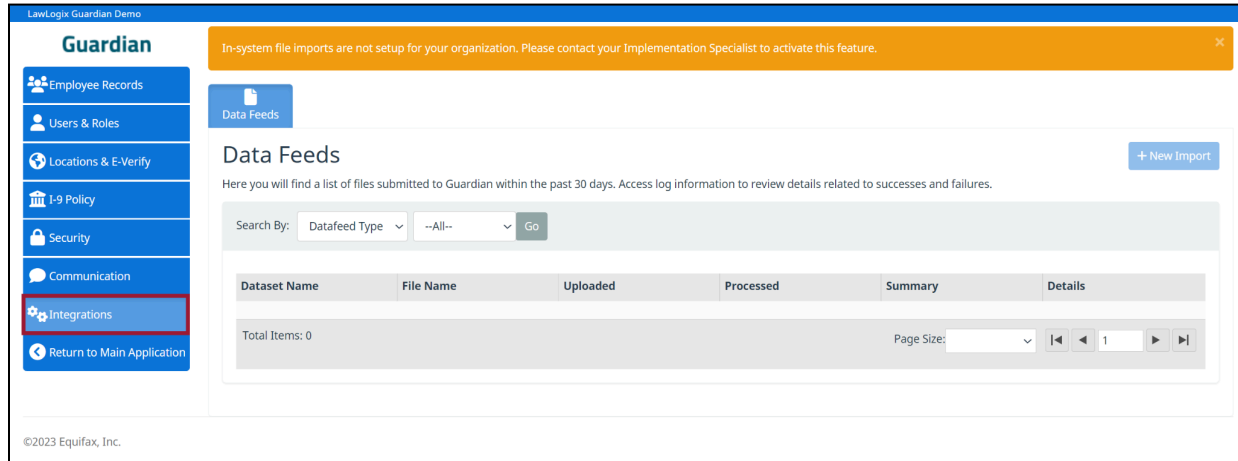 LawLogix Guardian Demo
Guardian
In-system file imports are not setup for your organization. Please contact your Implementation Specialist to activate this feature.
×
Employee Records
Users & Roles
Locations & E-Verify
I-9 Policy
Security
Communication
Integrations
Return to Main Application
Data Feeds
Data Feeds
+ New Import
Here you will find a list of files submitted to Guardian within the past 30 days. Access log information to review details related to successes and failures.
Search By: Datafeed Type --All-- Go
Dataset Name File Name Uploaded Processed Summary Details
Total Items: 0 Page Size: 1
©2023 Equifax, Inc.